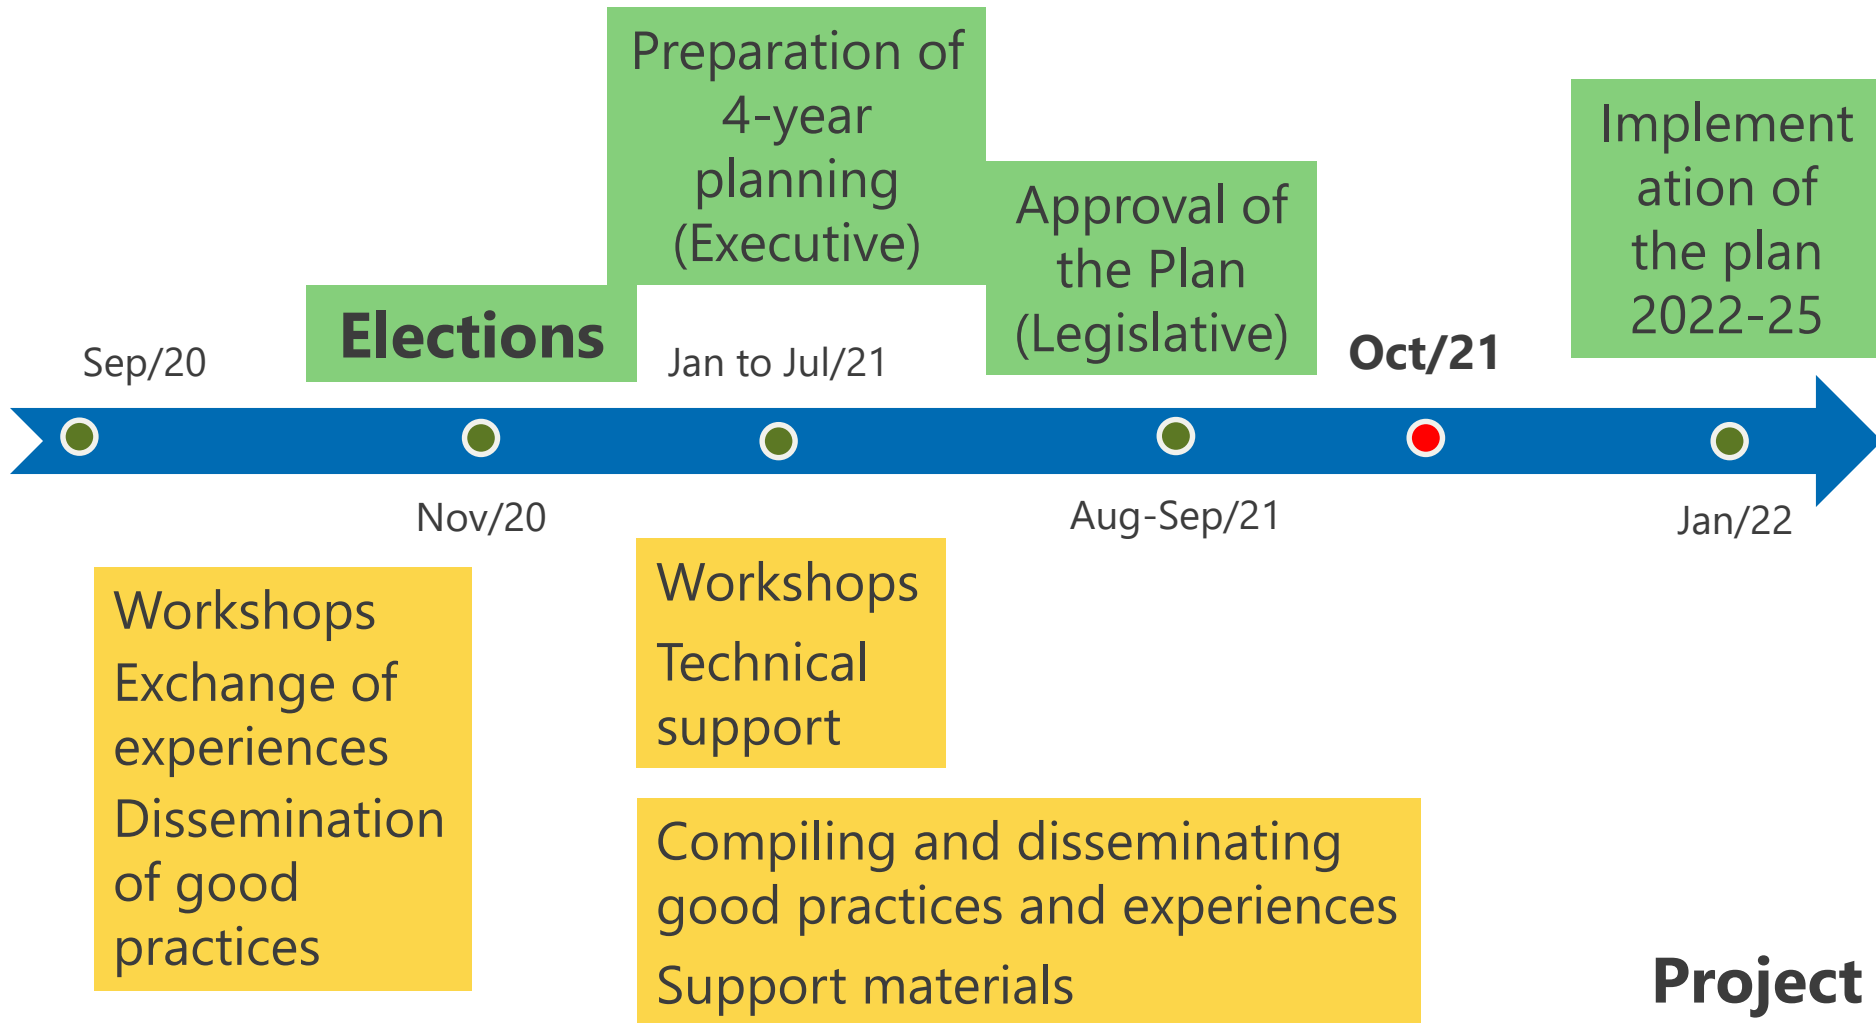 Preparation of
4-year
planning
(Executive)
Implement
ation of
the plan
2022-25
Approval of
the Plan
(Legislative)
Elections
Sep/20
Jan to Jul/21
Oct/21
Nov/20
Aug-Sep/21
Jan/22
Workshops
Exchange of
experiences
Dissemination
of good
practices
Workshops
Technical
support
Compiling and disseminating
good practices and experiences
Support materials
Project